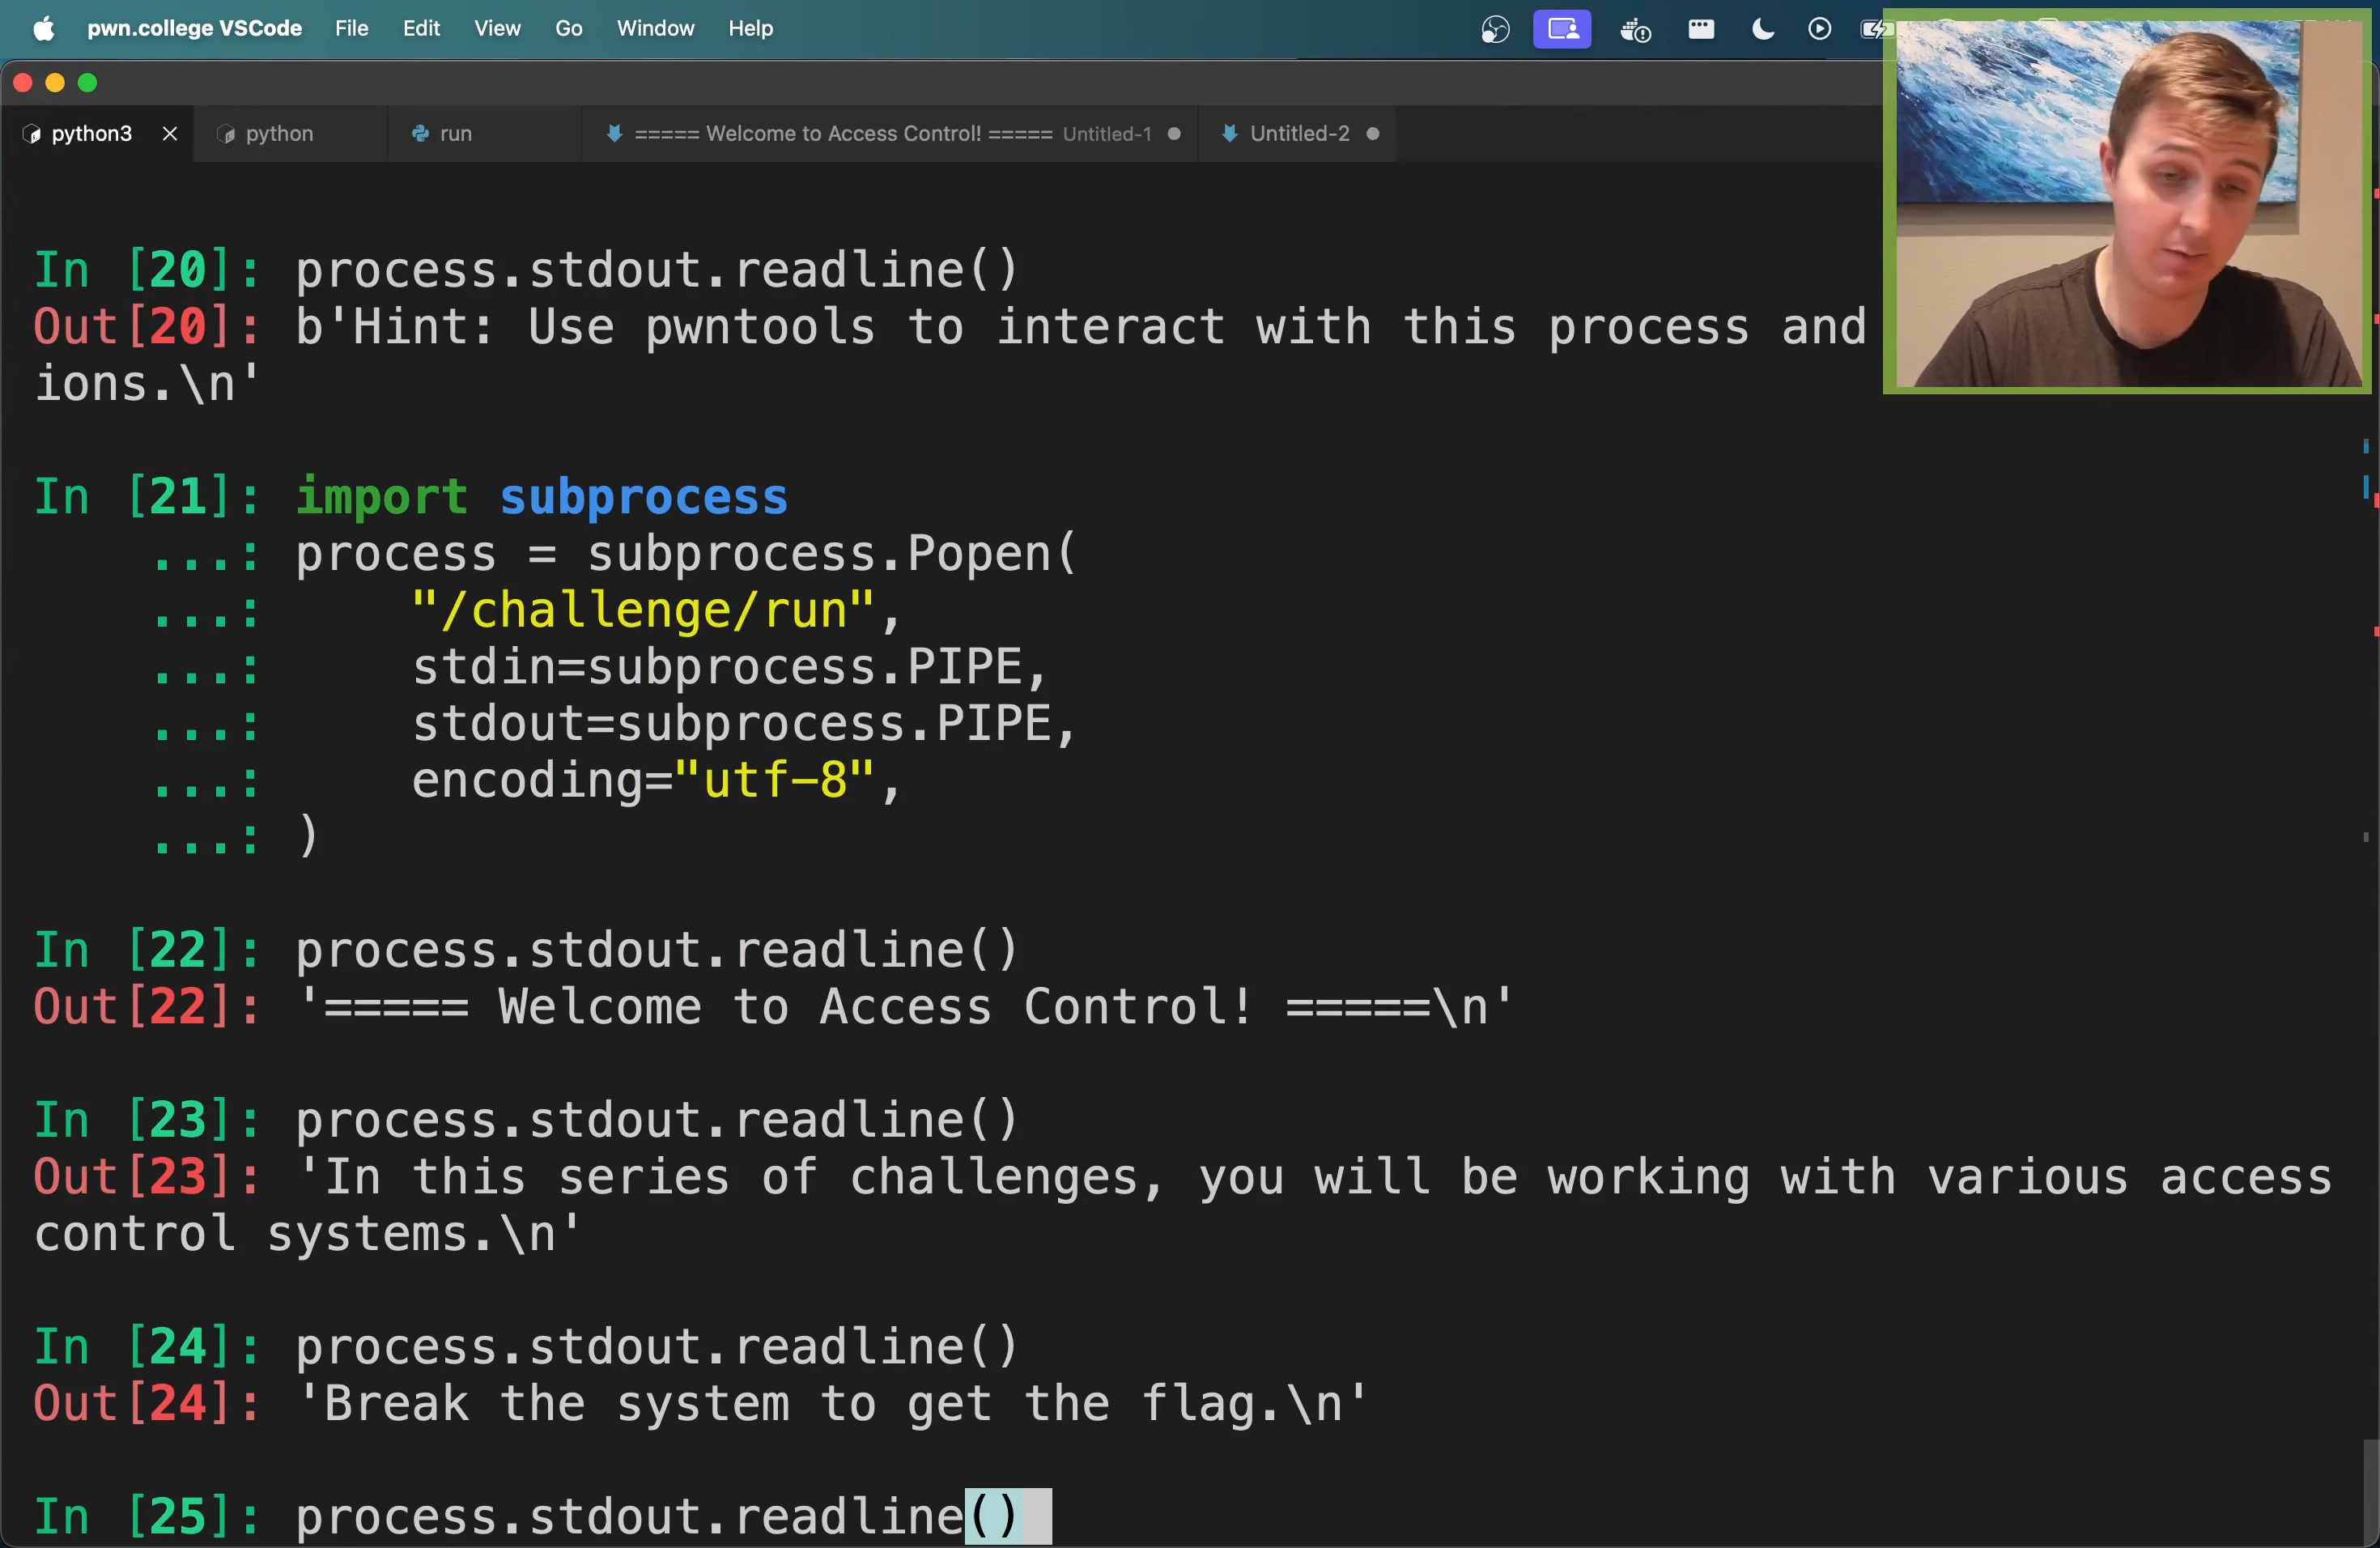 pwn.college VSCode File Edit View Go Window Help
python3 python run ===== Welcome to Access Control! ===== Untitled-1 Untitled-2
In [20]: process.stdout.readline()
Out[20]: b'Hint: Use pwntools to interact with this process and
ions.\n'
In [21]: import subprocess
...: process = subprocess.Popen(
...:     "/challenge/run",
...:     stdin=subprocess.PIPE,
...:     stdout=subprocess.PIPE,
...:     encoding="utf-8",
...: )
In [22]: process.stdout.readline()
Out[22]: '===== Welcome to Access Control! =====\n'
In [23]: process.stdout.readline()
Out[23]: 'In this series of challenges, you will be working with various access
control systems.\n'
In [24]: process.stdout.readline()
Out[24]: 'Break the system to get the flag.\n'
In [25]: process.stdout.readline()